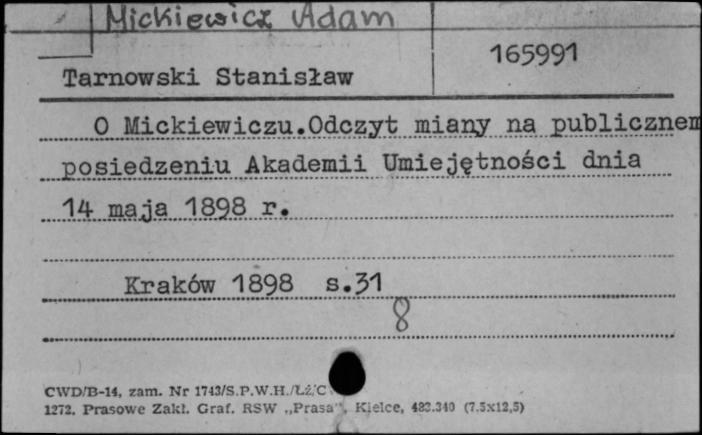 Mickiewicz Adam
165991
Tarnowski Stanisław
O Mickiewiczu.Odczyt miany na publicznem
posiedzeniu Akademii Umiejętności dnia
14 maja 1898 r.
Kraków 1898 s.31
8
CWD/B-14, zam. Nr 1743/S.P.W.H./Lź/C
1272. Prasowe Zakł. Graf. RSW „Prasa", Kielce, 482.340 (7,5x12,5)